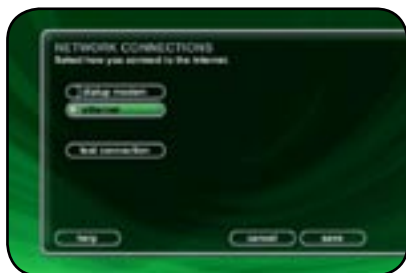 NETWORK CONNECTIONS
Select how you connect to the Internet.
dialup modem
ethernet
test connection
help
cancel save